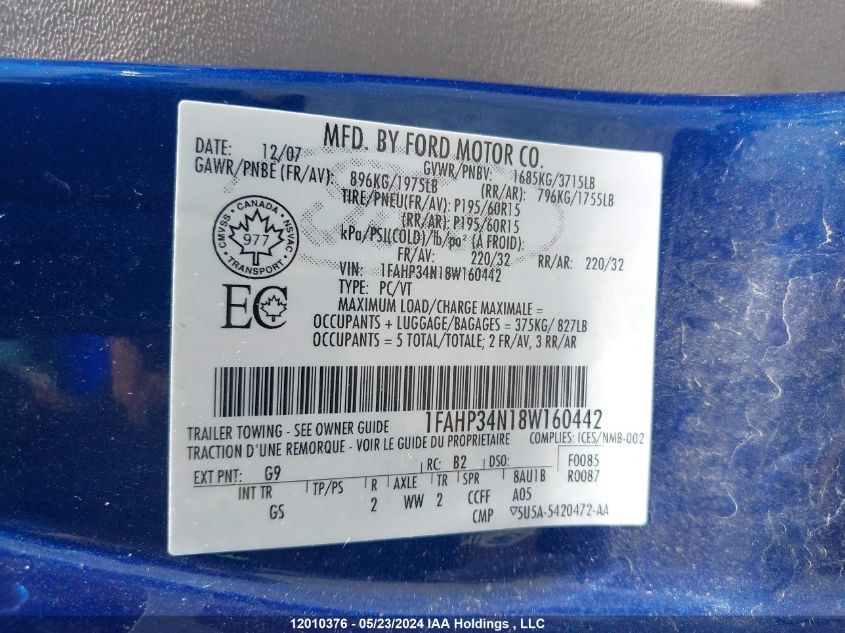 MFD. BY FORD MOTOR CO.
DATE: 12/07 GVWR/PNBV: 1685KG/3715LB
GAWR/PNBE (FR/AV): 896KG/1975LB (RR/AR): 796KG/1755LB
TIRE/PNEU(FR/AV): P195/60R15
(RR/AR): P195/60R15
kPa/PSI(COLD)/lb/po² (À FROID):
FR/AV: 220/32 RR/AR: 220/32
VIN: 1FAHP34N18W160442
TYPE: PC/VT
MAXIMUM LOAD/CHARGE MAXIMALE =
OCCUPANTS + LUGGAGE/BAGAGES = 375KG/ 827LB
OCCUPANTS = 5 TOTAL/TOTALE; 2 FR/AV, 3 RR/AR
CMVSS • CANADA • NSVAC
977
• TRANSPORT •
EC
1FAHP34N18W160442
TRAILER TOWING - SEE OWNER GUIDE COMPLIES: ICES/NMB-002
TRACTION D'UNE REMORQUE - VOIR LE GUIDE DU PROPRIETAIRE
EXT PNT: G9 RC: B2 DSO: F0085
INT TR TP/PS R AXLE TR SPR 8AU1B R0087
GS 2 WW 2 CCFF A05
CMP ▽5U5A-5420472-AA
12010376 - 05/23/2024 IAA Holdings, LLC